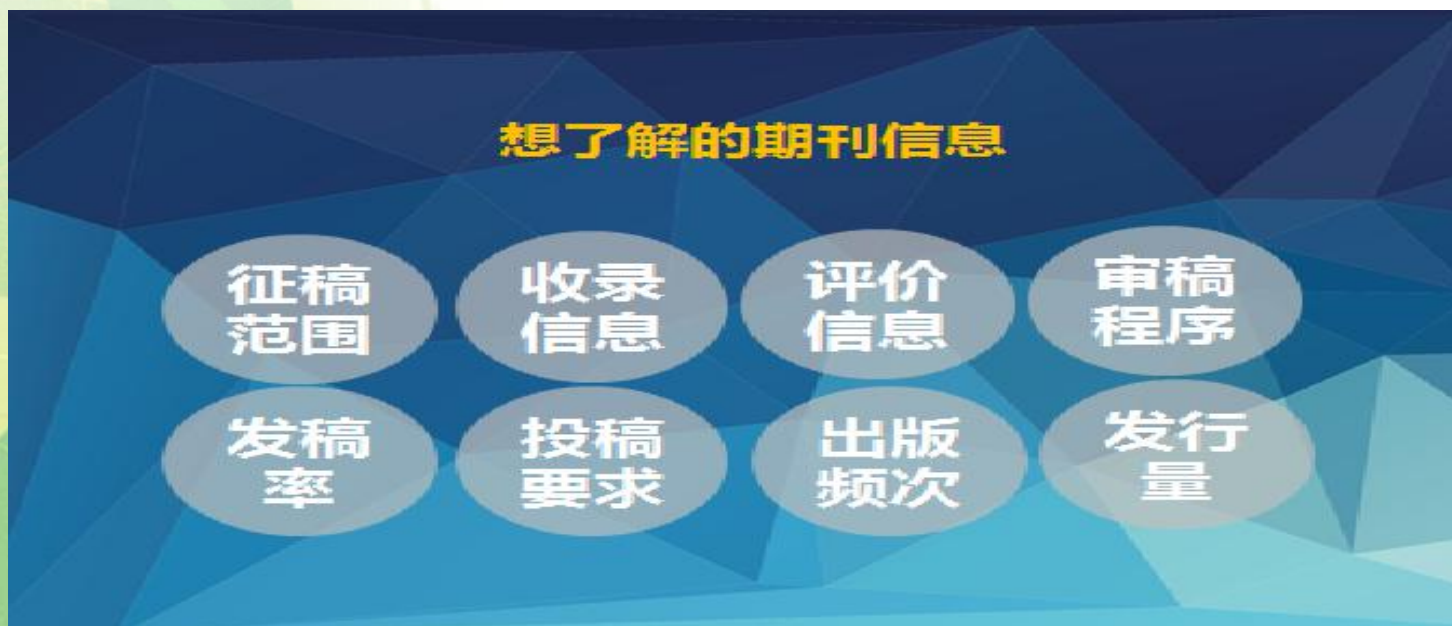 想了解的期刊信息
征稿
范围
收录
信息
评价
信息
审稿
程序
发稿
率
投稿
要求
出版
频次
发行
量